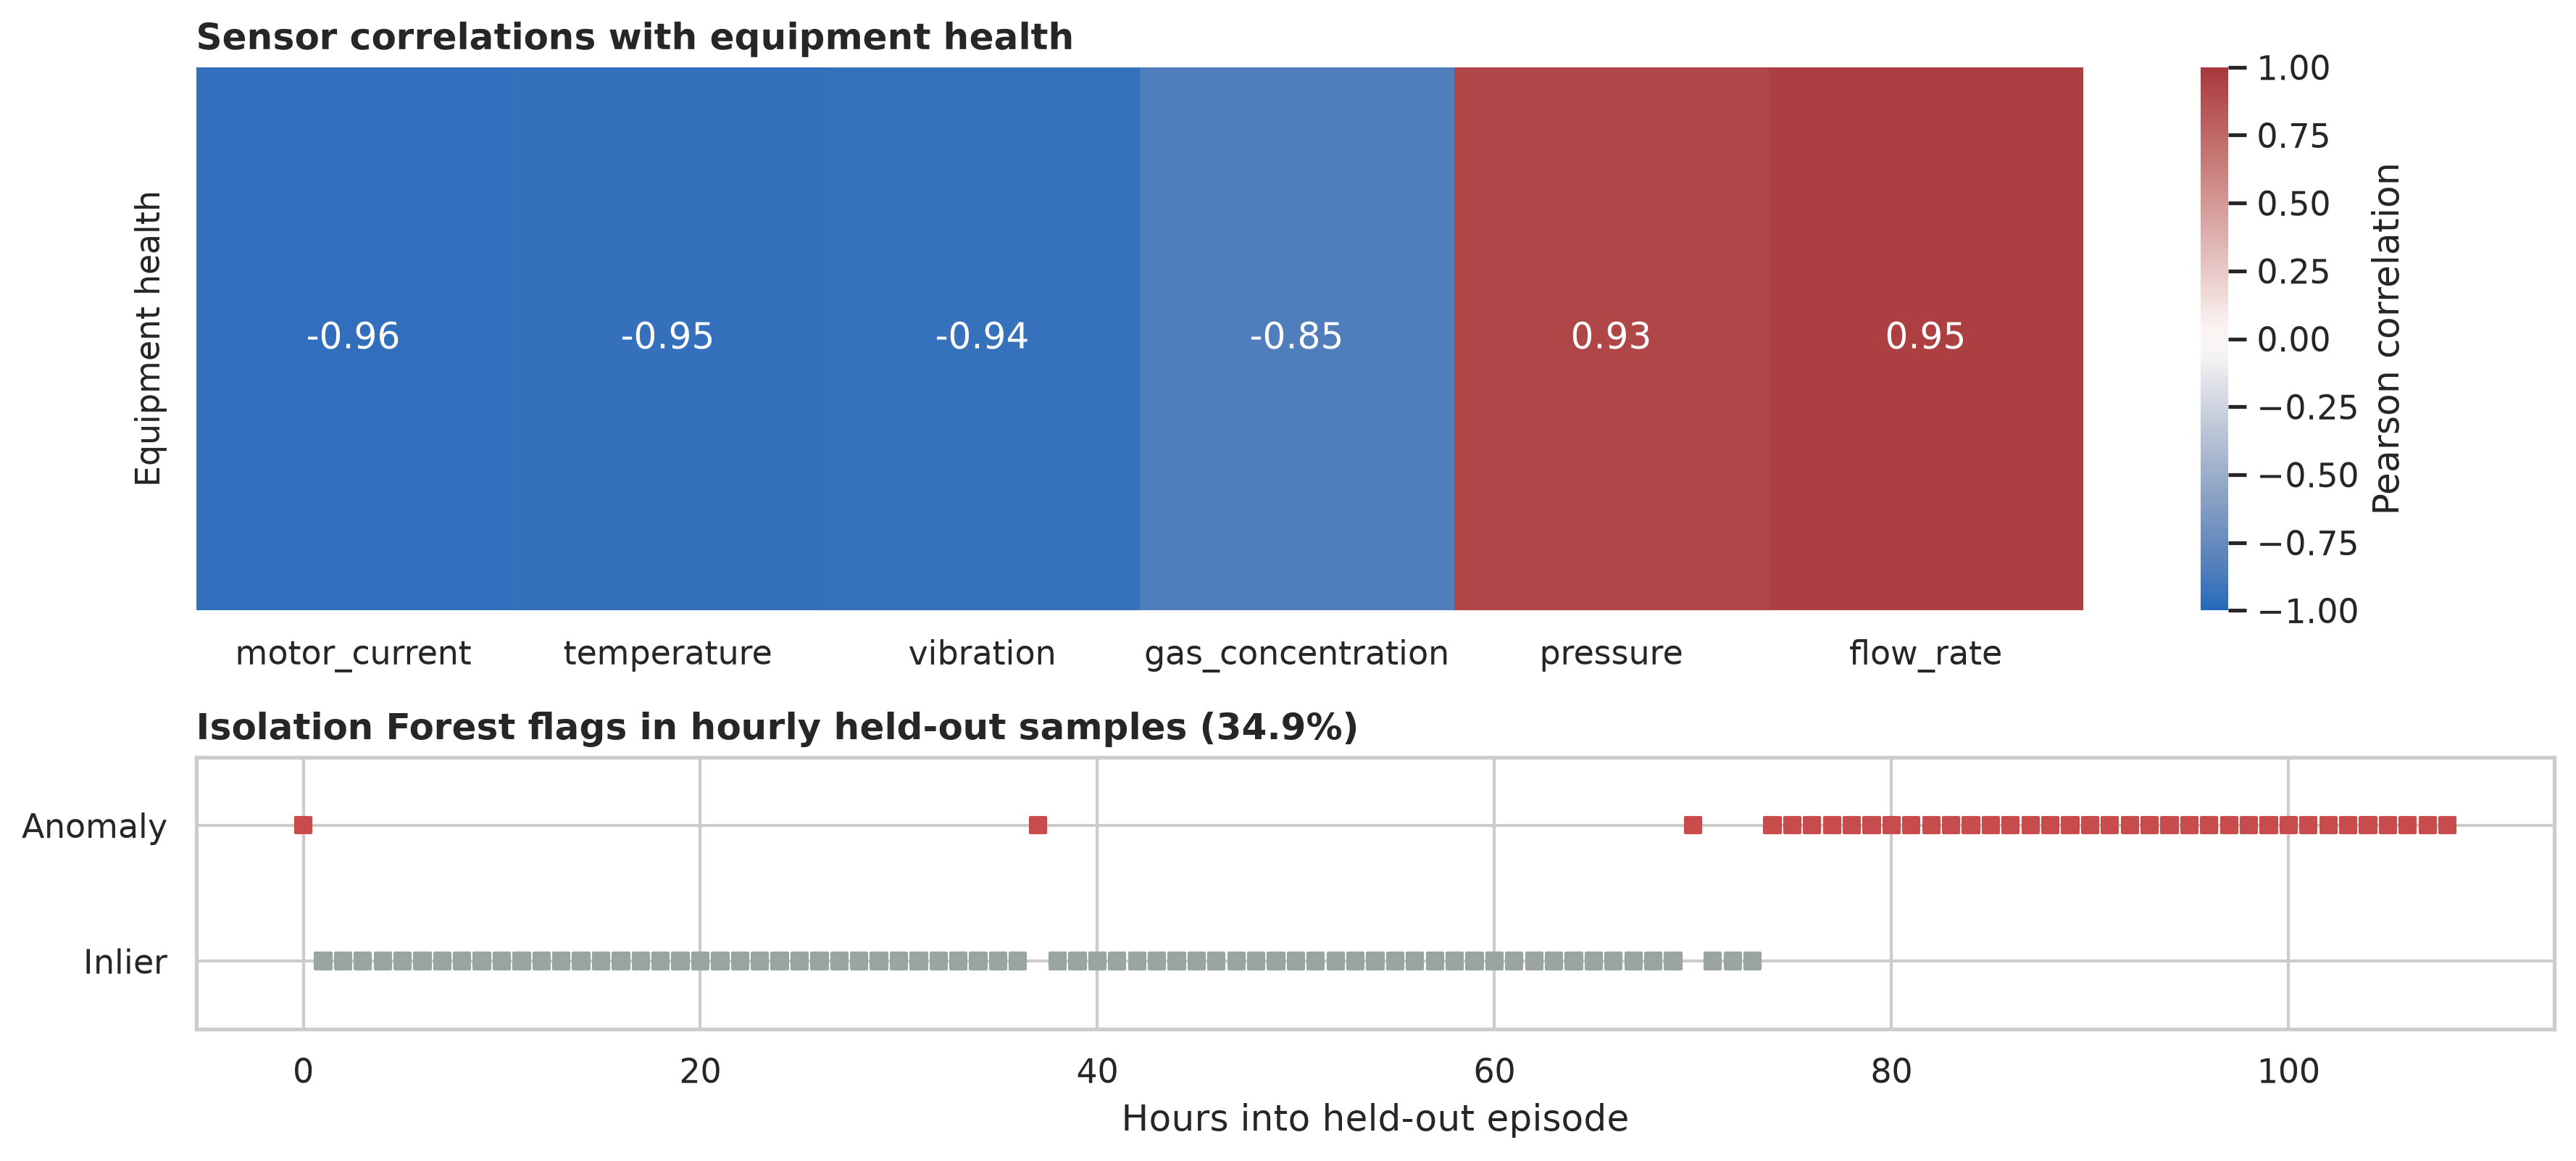 Sensor correlations with equipment health
Equipment health
-0.96 -0.95 -0.94 -0.85 0.93 0.95
motor_current temperature vibration gas_concentration pressure flow_rate
1.00
0.75
0.50
0.25
0.00
−0.25
−0.50
−0.75
−1.00
Pearson correlation
Isolation Forest flags in hourly held-out samples (34.9%)
Anomaly
Inlier
0 20 40 60 80 100
Hours into held-out episode